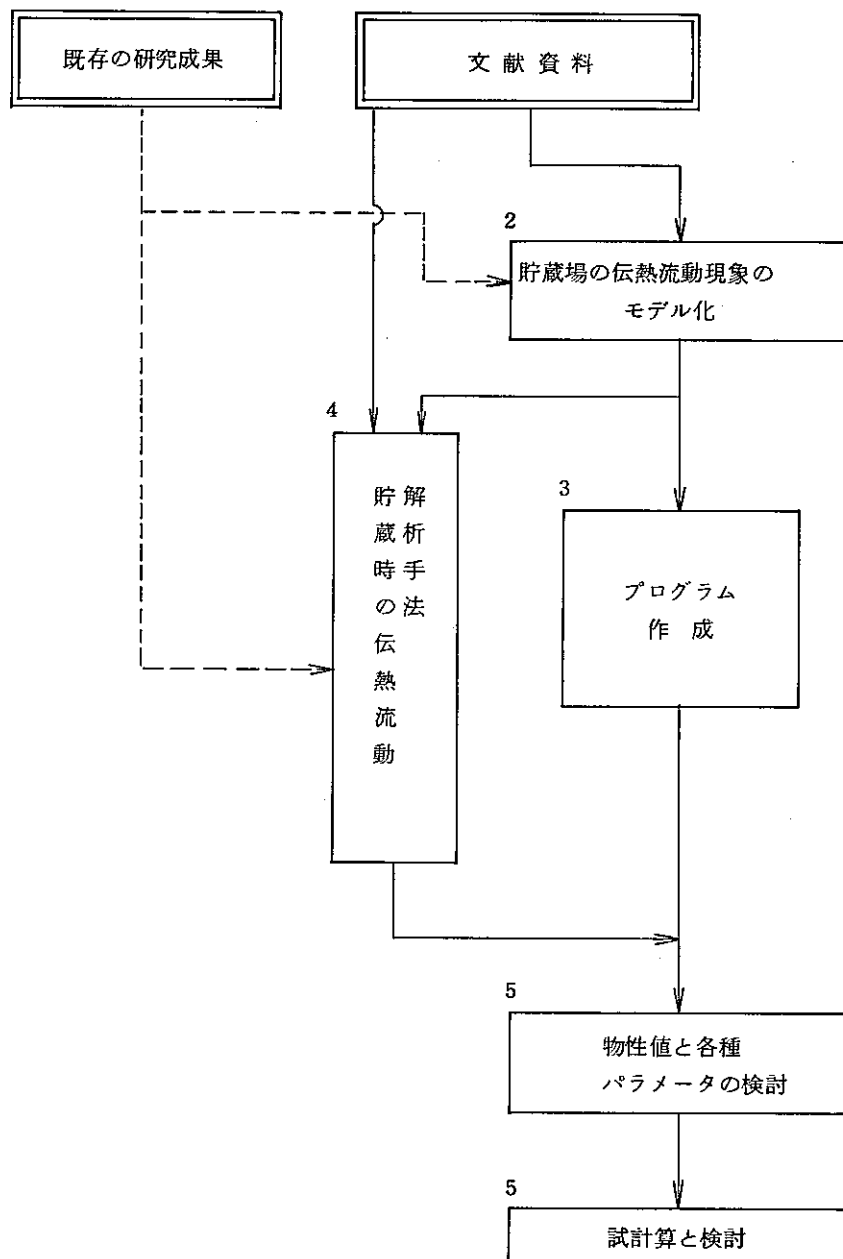 既存の研究成果
文献資料
2
貯蔵場の伝熱流動現象の
モデル化
4
解析手法
貯蔵時の伝熱流動
3
プログラム
作成
5
物性値と各種
パラメータの検討
5
試計算と検討